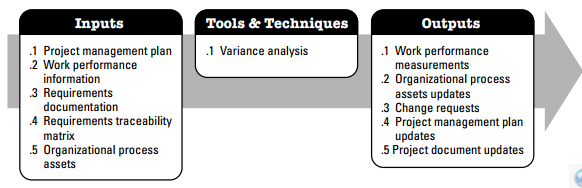 Inputs
.1 Project management plan
.2 Work performance
information
.3 Requirements
documentation
.4 Requirements traceability
matrix
.5 Organizational process
assets
Tools & Techniques
.1 Variance analysis
Outputs
.1 Work performance
measurements
.2 Organizational process
assets updates
.3 Change requests
.4 Project management plan
updates
.5 Project document updates